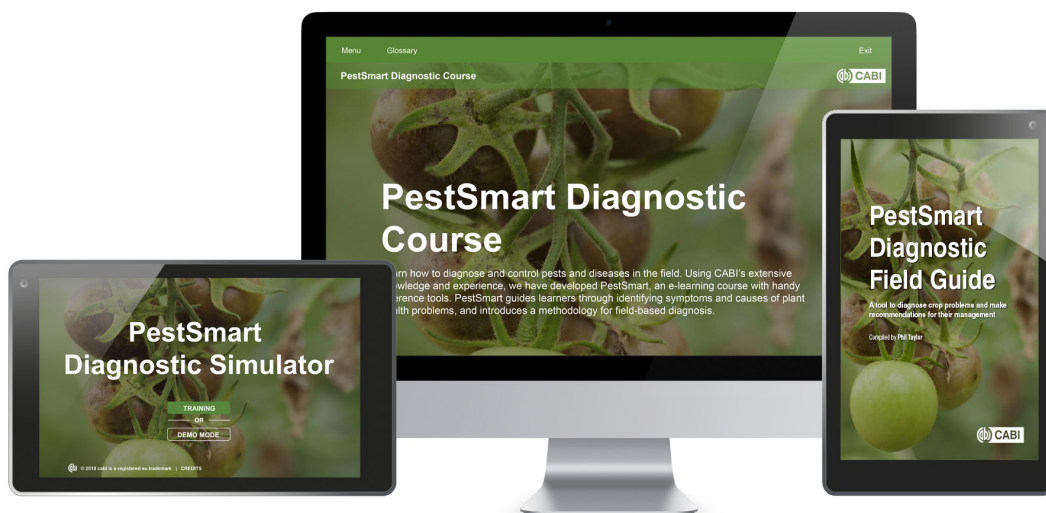 Menu
Glossary
Exit
PestSmart Diagnostic Course
CABI
PestSmart Diagnostic
Course
arn how to diagnose and control pests and diseases in the field. Using CABI's extensive
owledge and experience, we have developed PestSmart, an e-learning course with handy
erence tools. PestSmart guides learners through identifying symptoms and causes of plant
alth problems, and introduces a methodology for field-based diagnosis.
PestSmart
Diagnostic Simulator
TRAINING
OR
DEMO MODE
© 2018 cabi is a registered eu trademark | CREDITS
PestSmart
Diagnostic
Field Guide
A tool to diagnose crop problems and make
recommendations for their management
Compiled by Phil Taylor
CABI